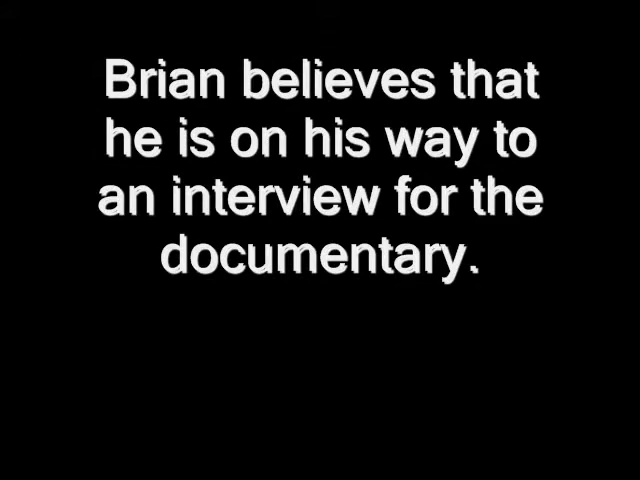 Brian believes that
he is on his way to
an interview for the
documentary.